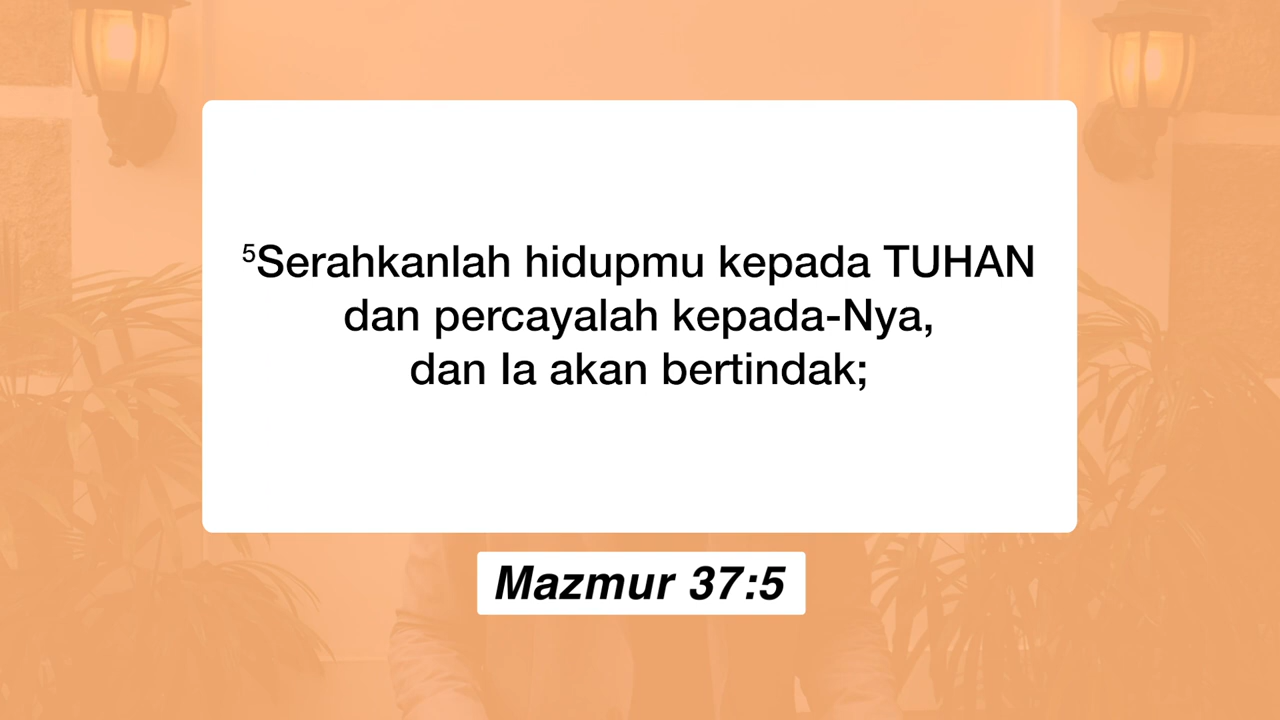 ⁵Serahkanlah hidupmu kepada TUHAN
dan percayalah kepada-Nya,
dan Ia akan bertindak;
Mazmur 37:5